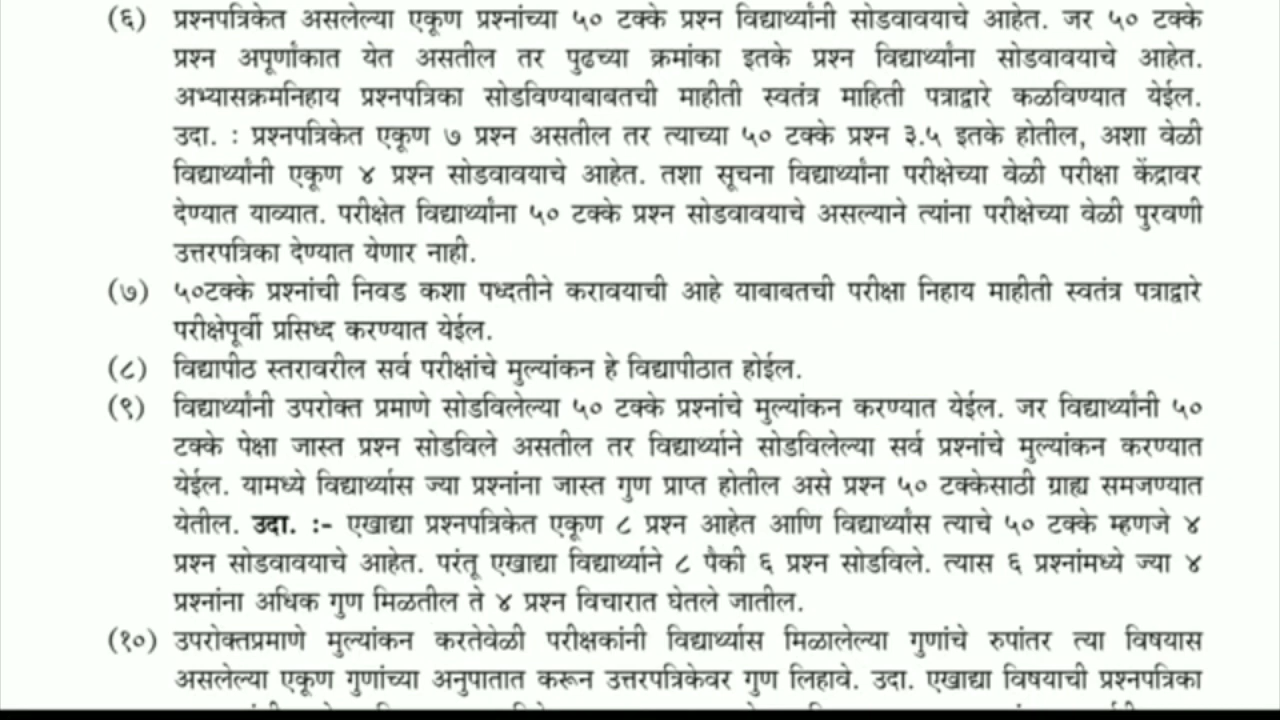 (६) प्रश्नपत्रिकेत असलेल्या एकूण प्रश्नांच्या ५० टक्के प्रश्न विद्यार्थ्यांनी सोडवावयाचे आहेत. जर ५० टक्के
प्रश्न अपूर्णांकात येत असतील तर पुढच्या क्रमांका इतके प्रश्न विद्यार्थ्यांना सोडवावयाचे आहेत.
अभ्यासक्रमनिहाय प्रश्नपत्रिका सोडविण्याबाबतची माहीती स्वतंत्र माहिती पत्राद्वारे कळविण्यात येईल.
उदा. : प्रश्नपत्रिकेत एकूण ७ प्रश्न असतील तर त्याच्या ५० टक्के प्रश्न ३.५ इतके होतील, अशा वेळी
विद्यार्थ्यांनी एकूण ४ प्रश्न सोडवावयाचे आहेत. तशा सूचना विद्यार्थ्यांना परीक्षेच्या वेळी परीक्षा केंद्रावर
देण्यात याव्यात. परीक्षेत विद्यार्थ्यांना ५० टक्के प्रश्न सोडवावयाचे असल्याने त्यांना परीक्षेच्या वेळी पुरवणी
उत्तरपत्रिका देण्यात येणार नाही.
(७) ५०टक्के प्रश्नांची निवड कशा पध्दतीने करावयाची आहे याबाबतची परीक्षा निहाय माहीती स्वतंत्र पत्राद्वारे
परीक्षेपूर्वी प्रसिध्द करण्यात येईल.
(८) विद्यापीठ स्तरावरील सर्व परीक्षांचे मुल्यांकन हे विद्यापीठात होईल.
(९) विद्यार्थ्यांनी उपरोक्त प्रमाणे सोडविलेल्या ५० टक्के प्रश्नांचे मुल्यांकन करण्यात येईल. जर विद्यार्थ्यांनी ५०
टक्के पेक्षा जास्त प्रश्न सोडविले असतील तर विद्यार्थ्याने सोडविलेल्या सर्व प्रश्नांचे मुल्यांकन करण्यात
येईल. यामध्ये विद्यार्थ्यास ज्या प्रश्नांना जास्त गुण प्राप्त होतील असे प्रश्न ५० टक्केसाठी ग्राह्य समजण्यात
येतील. उदा. :- एखाद्या प्रश्नपत्रिकेत एकूण ८ प्रश्न आहेत आणि विद्यार्थ्यांस त्याचे ५० टक्के म्हणजे ४
प्रश्न सोडवावयाचे आहेत. परंतू एखाद्या विद्यार्थ्याने ८ पैकी ६ प्रश्न सोडविले. त्यास ६ प्रश्नांमध्ये ज्या ४
प्रश्नांना अधिक गुण मिळतील ते ४ प्रश्न विचारात घेतले जातील.
(१०) उपरोक्तप्रमाणे मुल्यांकन करतेवेळी परीक्षकांनी विद्यार्थ्यास मिळालेल्या गुणांचे रुपांतर त्या विषयास
असलेल्या एकूण गुणांच्या अनुपातात करून उत्तरपत्रिकेवर गुण लिहावे. उदा. एखाद्या विषयाची प्रश्नपत्रिका